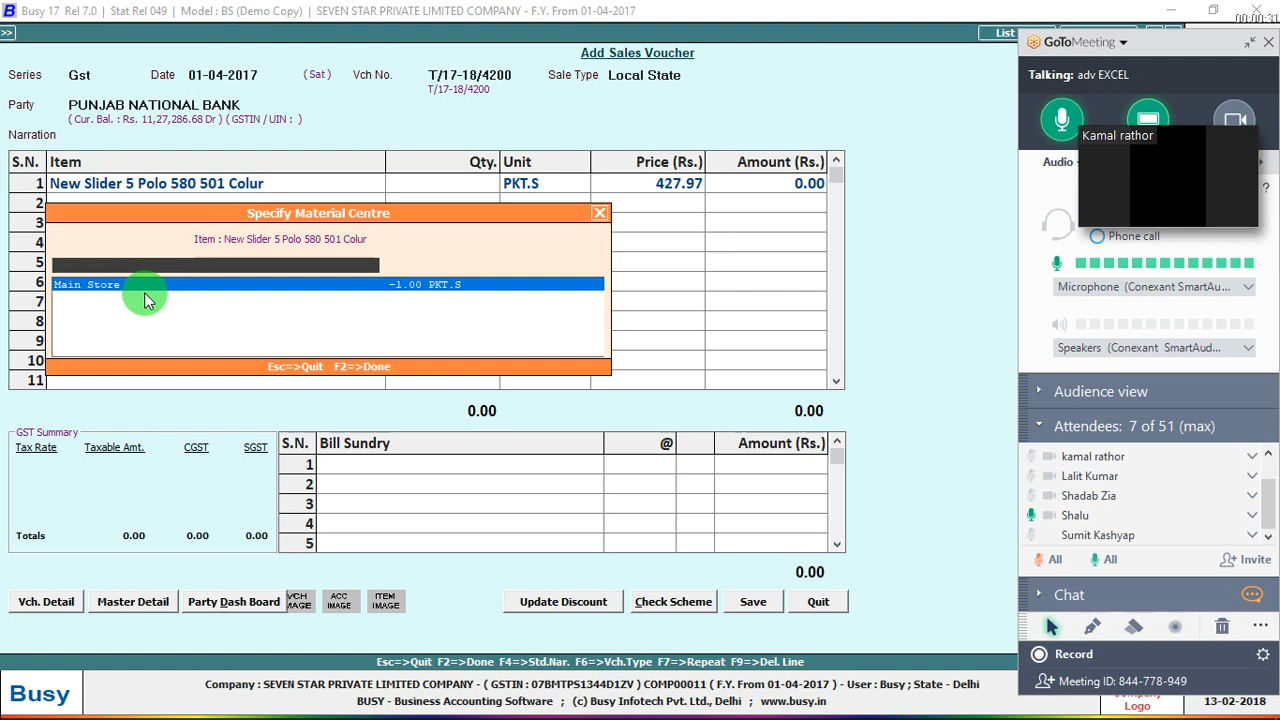 Busy 17 Rel 7.0 | Stat Rel 049 | Model : BS (Demo Copy) | SEVEN STAR PRIVATE LIMITED COMPANY - F.Y. From 01-04-2017
00:00:31
>>
List
Add Sales Voucher
Series Gst Date 01-04-2017 (Sat) Vch No. T/17-18/4200 Sale Type Local State
T/17-18/4200
Party PUNJAB NATIONAL BANK
( Cur. Bal. : Rs. 11,27,286.68 Dr ) ( GSTIN / UIN : )
Narration
S.N. Item Qty. Unit Price (Rs.) Amount (Rs.)
1 New Slider 5 Polo 580 501 Colur PKT.S 427.97 0.00
2
3
4
5
6
7
8
9
10
11
Specify Material Centre
Item : New Slider 5 Polo 580 501 Colur
Main Store -1.00 PKT.S
Esc=>Quit F2=>Done
0.00 0.00
GST Summary
Tax Rate Taxable Amt. CGST SGST
Totals 0.00 0.00 0.00
S.N. Bill Sundry @ Amount (Rs.)
1
2
3
4
5
0.00
Vch. Detail Master Detail Party Dash Board VCH IMAGE ACC IMAGE ITEM IMAGE Update Discount Check Scheme Save Quit
Esc=>Quit F2=>Done F4=>Std.Nar. F6=>Vch.Type F7=>Repeat F9=>Del. Line
Busy
Company : SEVEN STAR PRIVATE LIMITED COMPANY - ( GSTIN : 07BMTPS1344D1ZV ) COMP00011 ( F.Y. From 01-04-2017 ) - User : Busy ; State - Delhi
BUSY - Business Accounting Software ; (c) Busy Infotech Pvt. Ltd., Delhi ; www.busy.in
Logo
13-02-2018
GoToMeeting
Talking: adv EXCEL
Kamal rathor
Audio
?
Phone call
Microphone (Conexant SmartAu...
Speakers (Conexant SmartAud...
Audience view
Attendees: 7 of 51 (max)
kamal rathor
Lalit Kumar
Shadab Zia
Shalu
Sumit Kashyap
All All Invite
Chat
Record
Meeting ID: 844-778-949